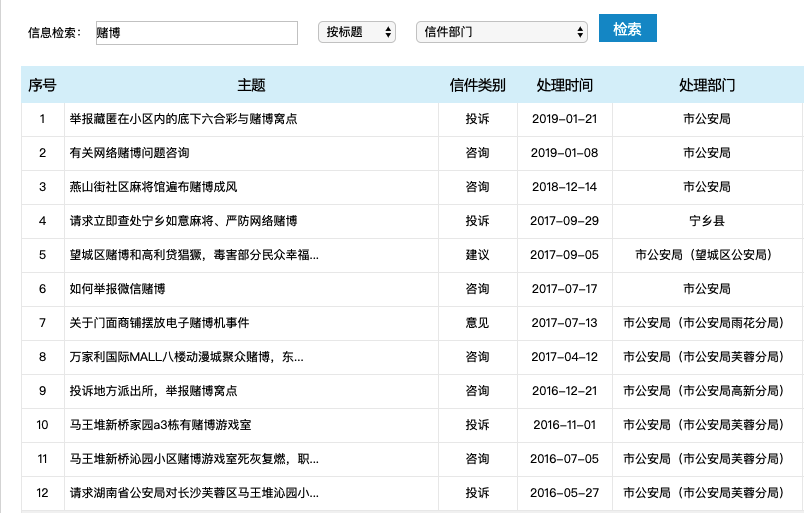 信息检索： 赌博 按标题 信件部门 检索
序号 主题 信件类别 处理时间 处理部门
1 举报藏匿在小区内的底下六合彩与赌博窝点 投诉 2019-01-21 市公安局
2 有关网络赌博问题咨询 咨询 2019-01-08 市公安局
3 燕山街社区麻将馆遍布赌博成风 咨询 2018-12-14 市公安局
4 请求立即查处宁乡如意麻将、严防网络赌博 投诉 2017-09-29 宁乡县
5 望城区赌博和高利贷猖獗，毒害部分民众幸福... 建议 2017-09-05 市公安局（望城区公安局）
6 如何举报微信赌博 咨询 2017-07-17 市公安局
7 关于门面商铺摆放电子赌博机事件 意见 2017-07-13 市公安局（市公安局雨花分局）
8 万家利国际MALL八楼动漫城聚众赌博，东... 咨询 2017-04-12 市公安局（市公安局芙蓉分局）
9 投诉地方派出所，举报赌博窝点 咨询 2016-12-21 市公安局（市公安局高新分局）
10 马王堆新桥家园a3栋有赌博游戏室 投诉 2016-11-01 市公安局（市公安局芙蓉分局）
11 马王堆新桥沁园小区赌博游戏室死灰复燃，职... 咨询 2016-07-05 市公安局（市公安局芙蓉分局）
12 请求湖南省公安局对长沙芙蓉区马王堆沁园小... 投诉 2016-05-27 市公安局（市公安局芙蓉分局）